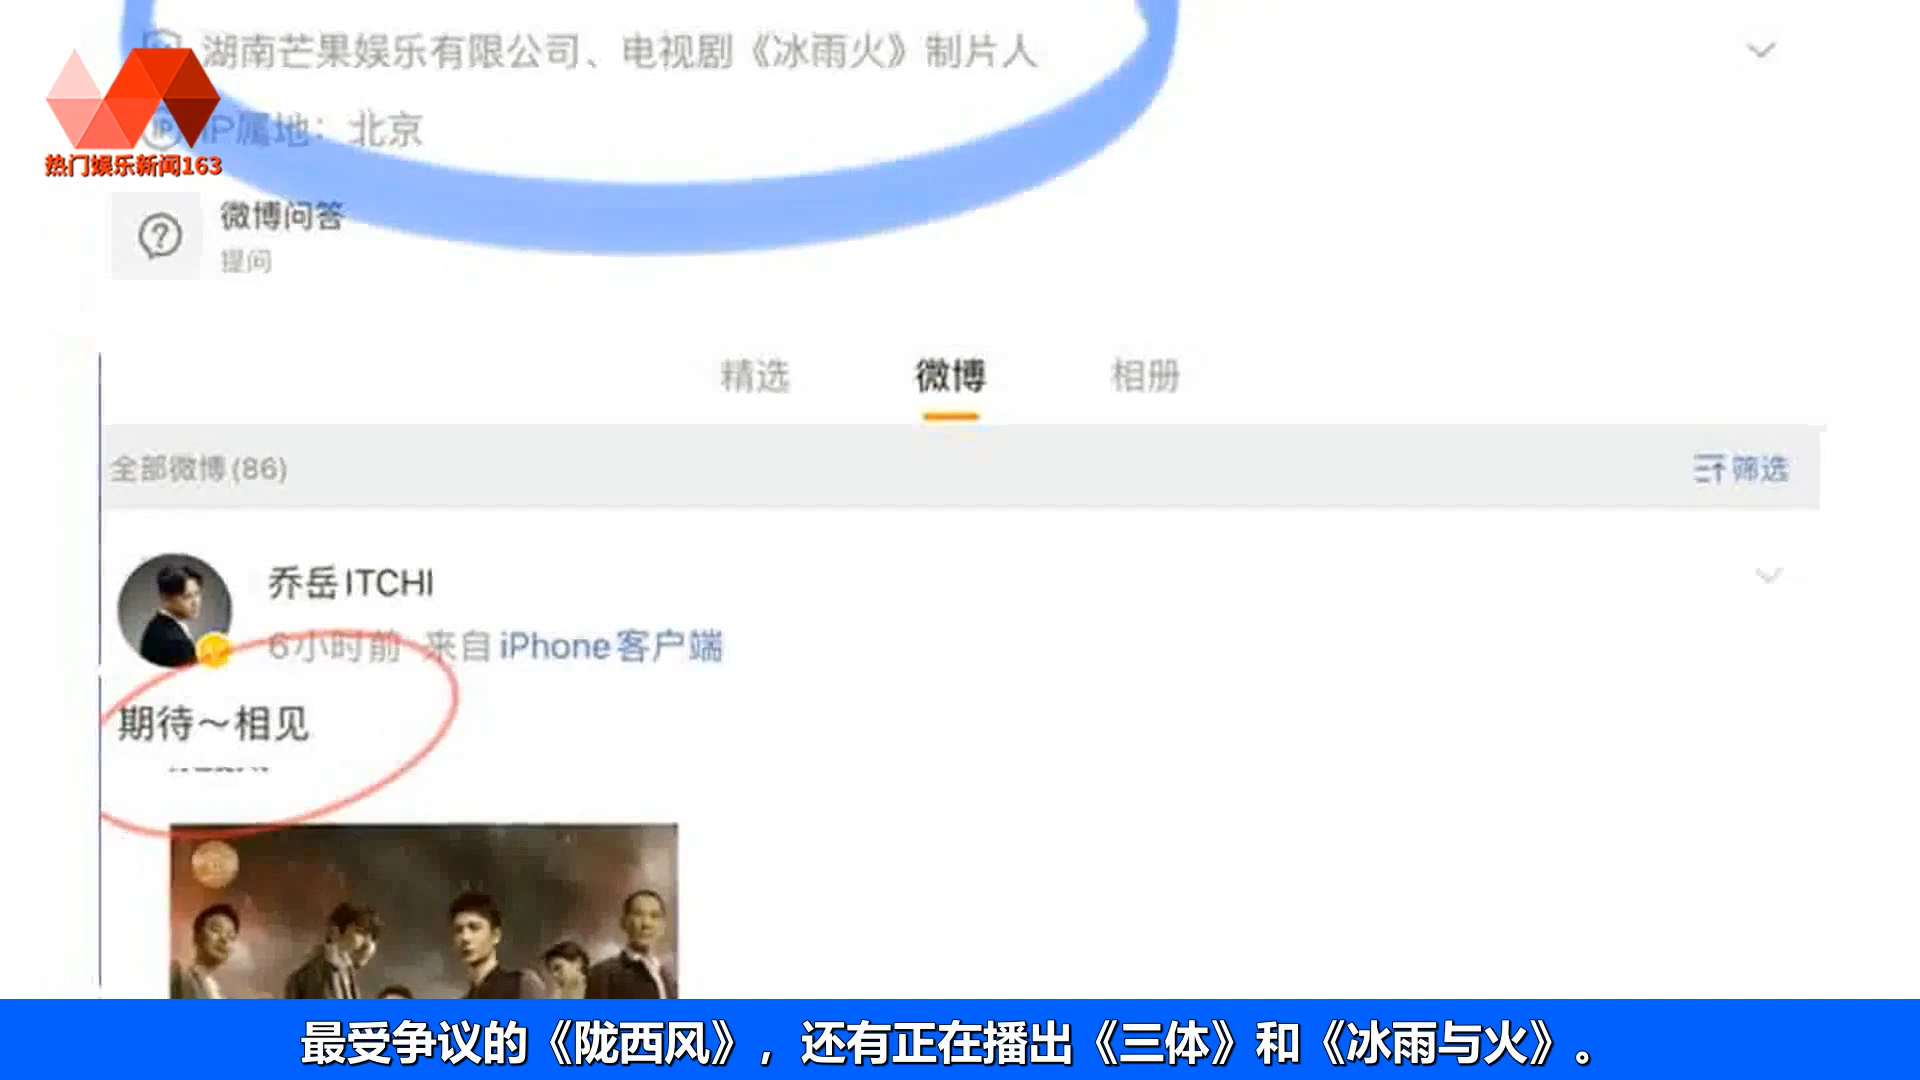 湖南芒果娱乐有限公司、电视剧《冰雨火》制片人
IP IP属地：北京
热门娱乐新闻163
微博问答
提问
精选 微博 相册
全部微博(86)
筛选
乔岳ITCHI
6小时前 来自 iPhone客户端
期待～相见
最受争议的《陇西风》，还有正在播出《三体》和《冰雨与火》。